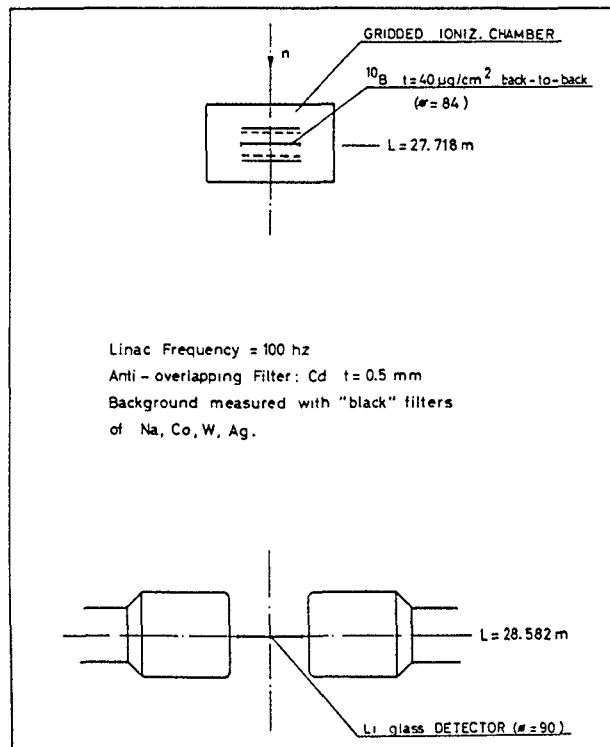 GRIDDED IONIZ. CHAMBER
n
¹⁰B t=40 µg/cm² back-to-back
(ø=84)
L=27.718 m
Linac Frequency = 100 hz
Anti-overlapping Filter: Cd t=0.5 mm
Background measured with "black" filters
of Na, Co, W, Ag.
L=28.582 m
Li glass DETECTOR (ø=90)